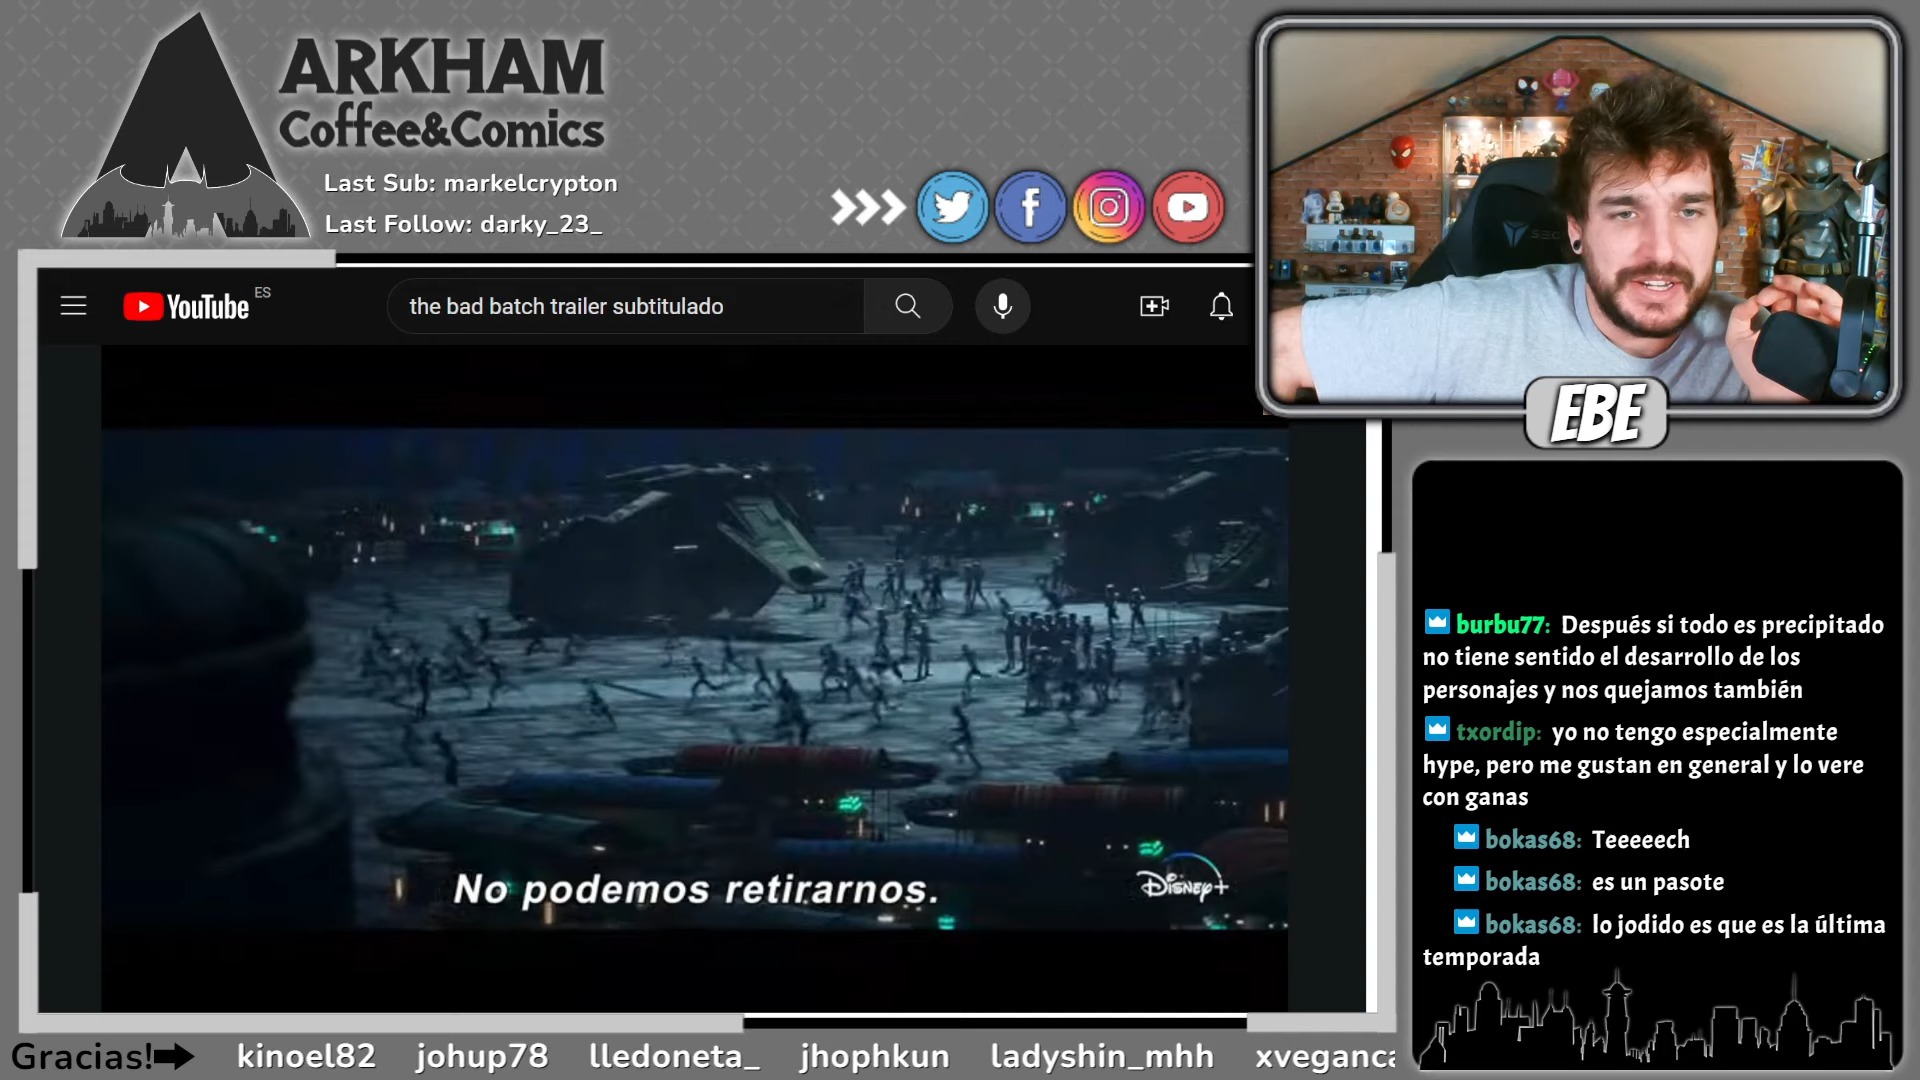 ARKHAM
Coffee&Comics
Last Sub: markelcrypton
Last Follow: darky_23_
YouTube ES
the bad batch trailer subtitulado
EBE
No podemos retirarnos.
Disney+
burbu77: Después si todo es precipitado
no tiene sentido el desarrollo de los
personajes y nos quejamos también
txordip: yo no tengo especialmente
hype, pero me gustan en general y lo vere
con ganas
bokas68: Teeeeech
bokas68: es un pasote
bokas68: lo jodido es que es la última
temporada
Gracias! kinoel82 johup78 lledoneta_ jhophkun ladyshin_mhh xveganca